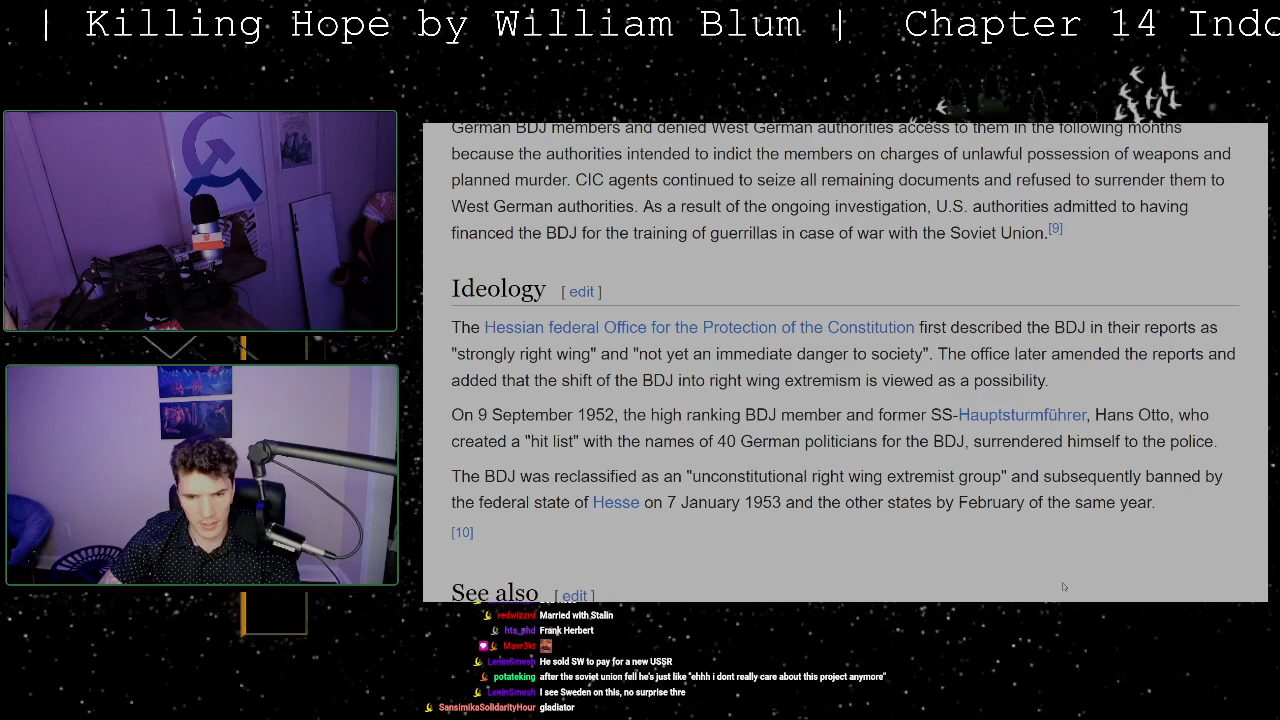 | Killing Hope by William Blum | Chapter 14 Indo
German BDJ members and denied West German authorities access to them in the following months
because the authorities intended to indict the members on charges of unlawful possession of weapons and
planned murder. CIC agents continued to seize all remaining documents and refused to surrender them to
West German authorities. As a result of the ongoing investigation, U.S. authorities admitted to having
financed the BDJ for the training of guerrillas in case of war with the Soviet Union.[9]
Ideology [ edit ]
The Hessian federal Office for the Protection of the Constitution first described the BDJ in their reports as
"strongly right wing" and "not yet an immediate danger to society". The office later amended the reports and
added that the shift of the BDJ into right wing extremism is viewed as a possibility.
On 9 September 1952, the high ranking BDJ member and former SS-Hauptsturmführer, Hans Otto, who
created a "hit list" with the names of 40 German politicians for the BDJ, surrendered himself to the police.
The BDJ was reclassified as an "unconstitutional right wing extremist group" and subsequently banned by
the federal state of Hesse on 7 January 1953 and the other states by February of the same year.
[10]
See also [ edit ]
redwizzrd Married with Stalin
hto_phd Frank Herbert
Mavr3kt
LeninSmesh He sold SW to pay for a new USSR
potateking after the soviet union fell he's just like "ehhh i dont really care about this project anymore"
LeninSmesh I see Sweden on this, no surprise thre
SansimikaSolidarityHour gladiator